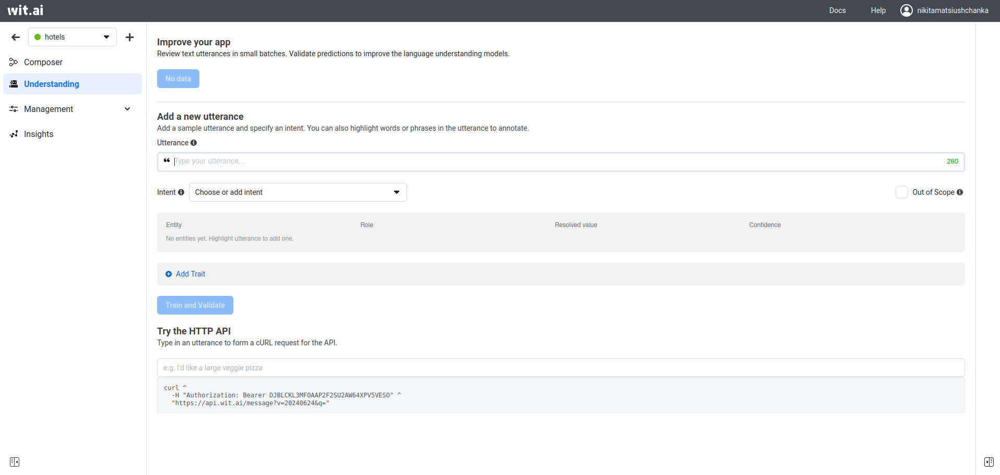 wit.ai
Docs
Help
nikitamatsiushchanka
hotels
Composer
Understanding
Management
Insights
Improve your app
Review text utterances in small batches. Validate predictions to improve the language understanding models.
No data
Add a new utterance
Add a sample utterance and specify an intent. You can also highlight words or phrases in the utterance to annotate.
Utterance
❝ Type your utterance... 280
Intent Choose or add intent Out of Scope
Entity Role Resolved value Confidence
No entities yet. Highlight utterance to add one.
Add Trait
Train and Validate
Try the HTTP API
Type in an utterance to form a cURL request for the API.
e.g. I'd like a large veggie pizza
curl ^
-H "Authorization: Bearer DJBLCKL3MFOAAP2F2SU2AW64XPV5VESO" ^
"https://api.wit.ai/message?v=20240624&q="